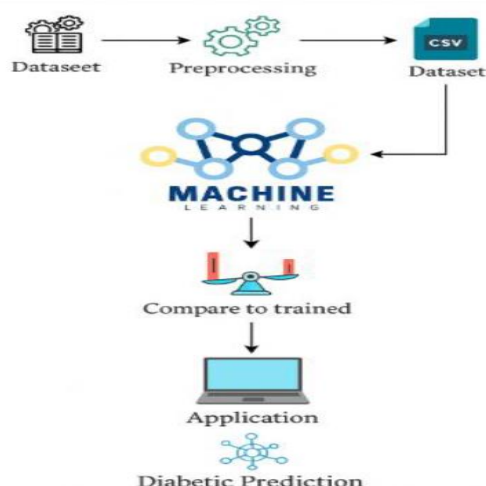 Dataseet
Preprocessing
CSV
Dataset
MACHINE
LEARNING
Compare to trained
Application
Diabetic Prediction